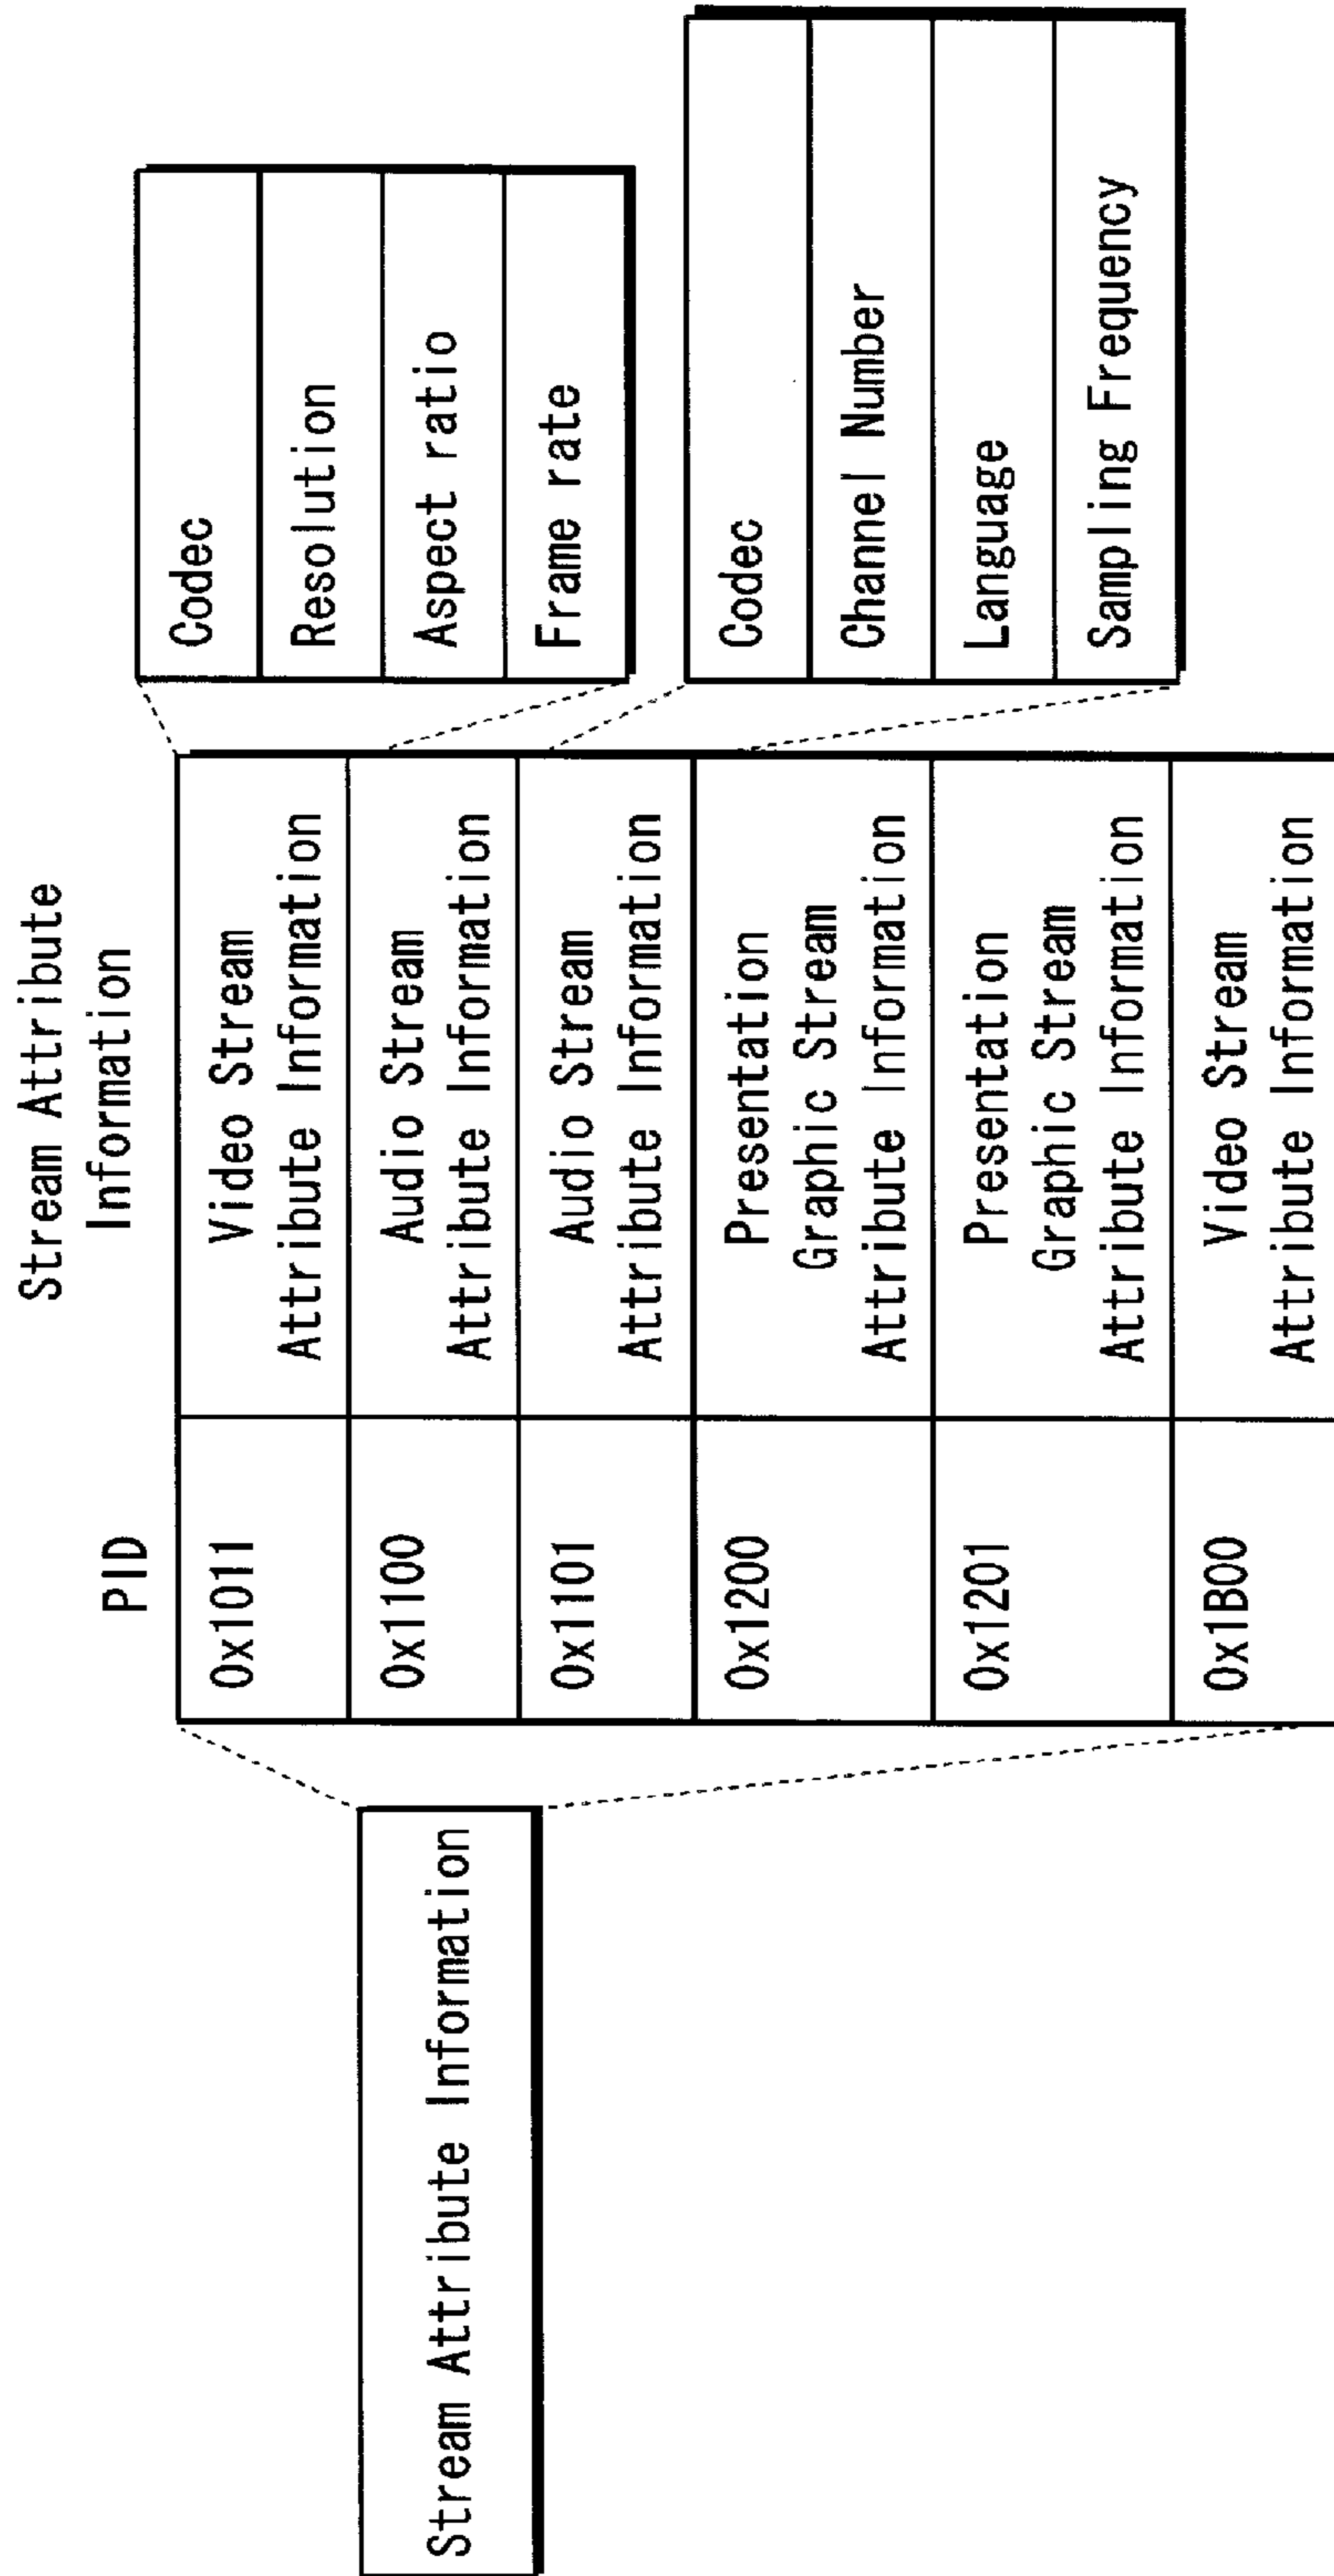 Stream Attribute Information
PID
Stream Attribute
Information
0x1011
Video Stream
Attribute Information
0x1100
Audio Stream
Attribute Information
0x1101
Audio Stream
Attribute Information
0x1200
Presentation
Graphic Stream
Attribute Information
0x1201
Presentation
Graphic Stream
Attribute Information
0x1B00
Video Stream
Attribute Information
Codec
Resolution
Aspect ratio
Frame rate
Codec
Channel Number
Language
Sampling Frequency